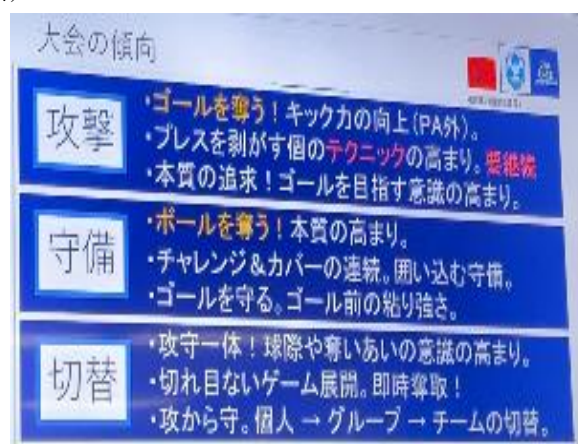 大会の傾向
攻撃
・ゴールを奪う！キック力の向上(PA外)。
・プレスを剥がす個のテクニックの高まり。要継続
・本質の追求！ゴールを目指す意識の高まり。
守備
・ボールを奪う！本質の高まり。
・チャレンジ&カバーの連続。囲い込む守備。
・ゴールを守る。ゴール前の粘り強さ。
切替
・攻守一体！球際や奪いあいの意識の高まり。
・切れ目ないゲーム展開。即時奪取！
・攻から守。個人 → グループ → チームの切替。